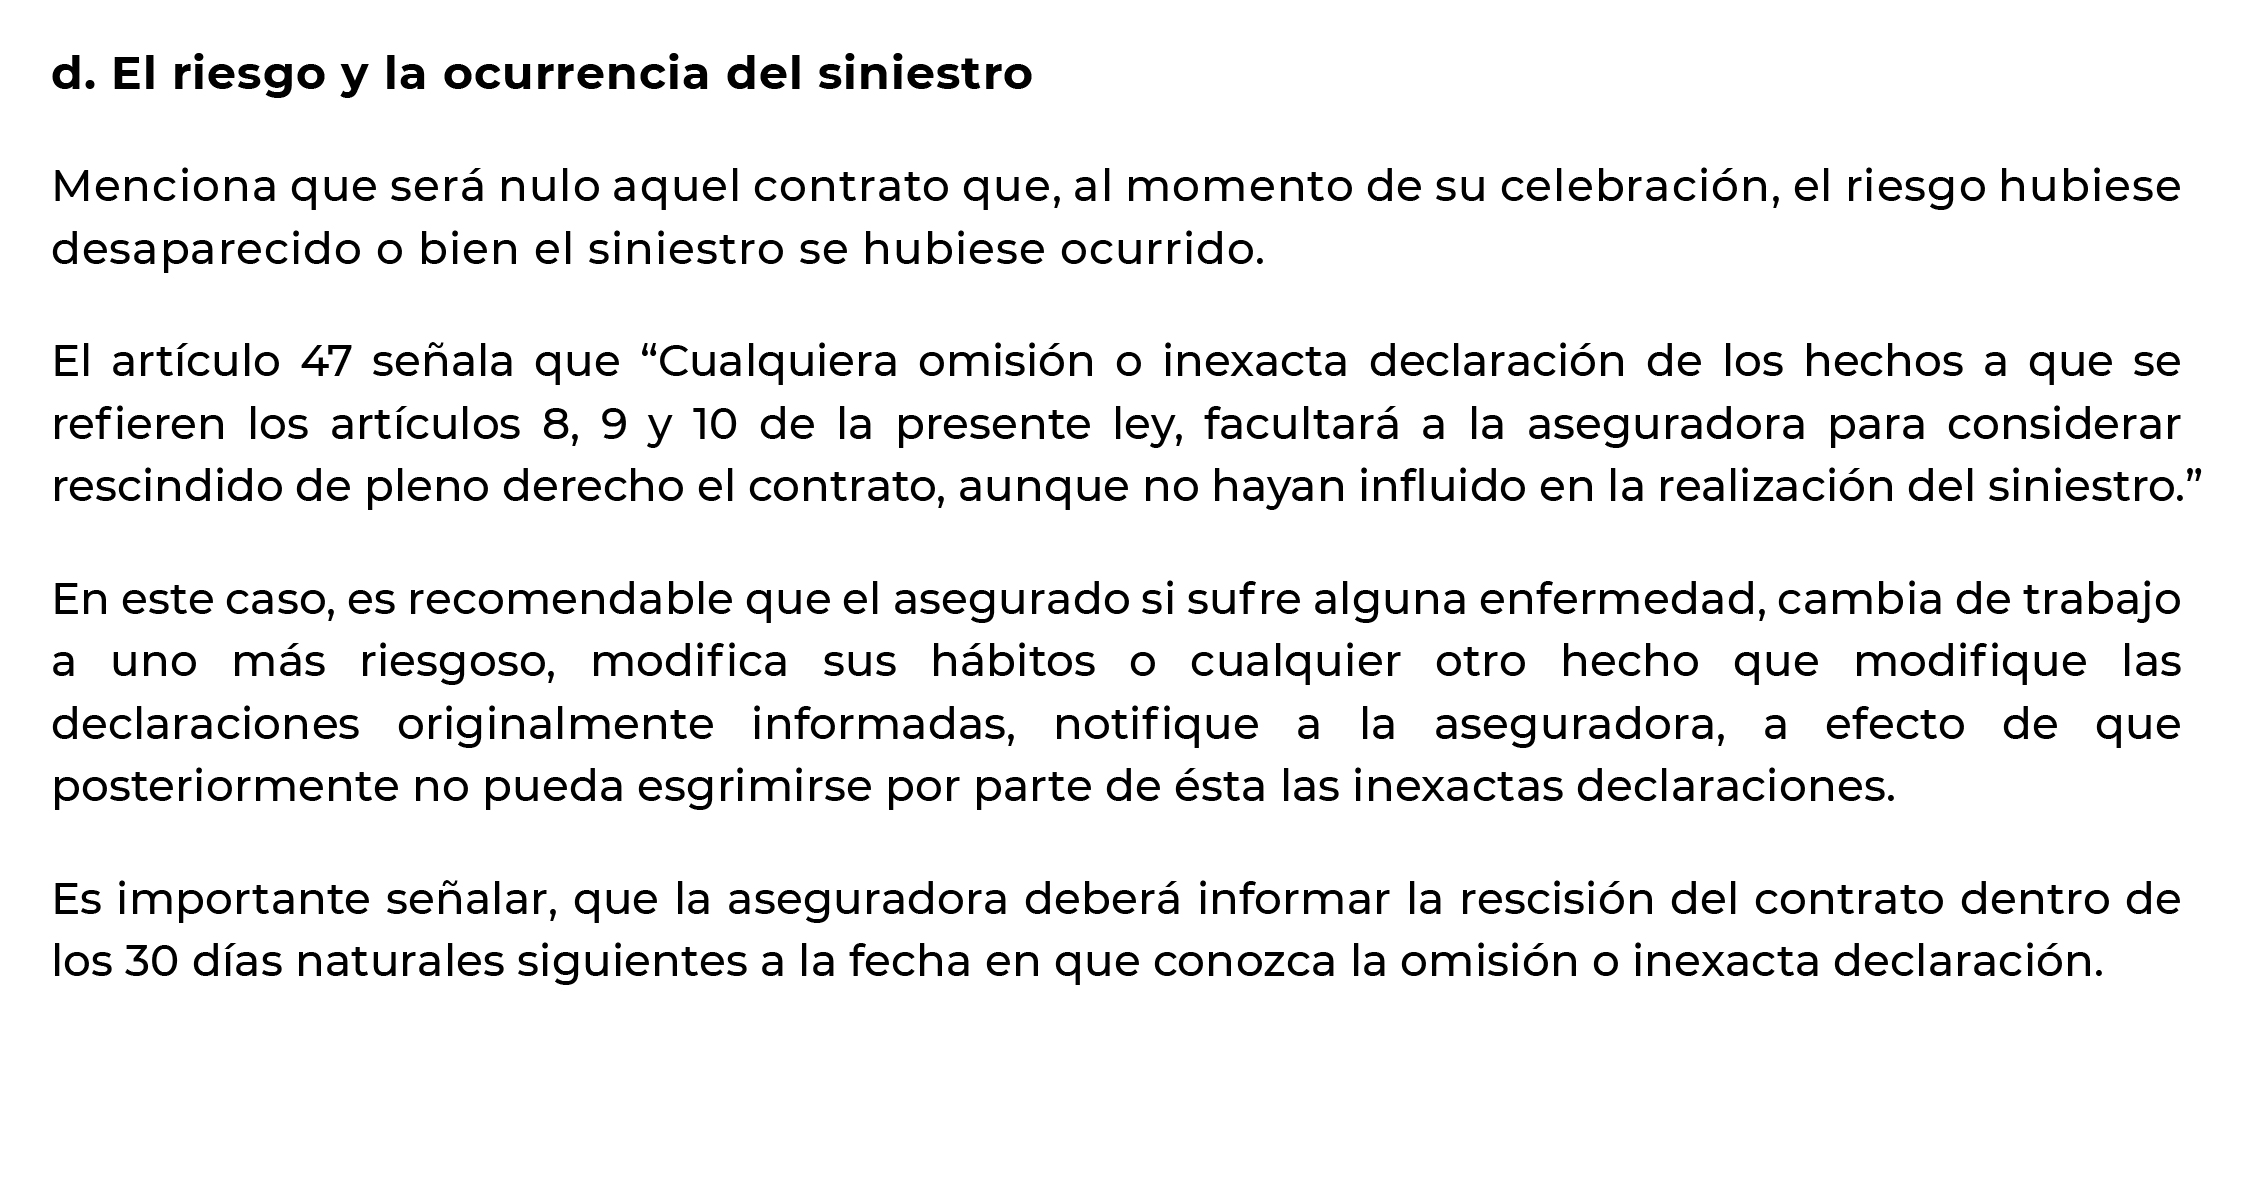 d. El riesgo y la ocurrencia del siniestro
Menciona que será nulo aquel contrato que, al momento de su celebración, el riesgo hubiese
desaparecido o bien el siniestro se hubiese ocurrido.
El artículo 47 señala que “Cualquiera omisión o inexacta declaración de los hechos a que se
refieren los artículos 8, 9 y 10 de la presente ley, facultará a la aseguradora para considerar
rescindido de pleno derecho el contrato, aunque no hayan influido en la realización del siniestro.”
En este caso, es recomendable que el asegurado si sufre alguna enfermedad, cambia de trabajo
a uno más riesgoso, modifica sus hábitos o cualquier otro hecho que modifique las
declaraciones originalmente informadas, notifique a la aseguradora, a efecto de que
posteriormente no pueda esgrimirse por parte de ésta las inexactas declaraciones.
Es importante señalar, que la aseguradora deberá informar la rescisión del contrato dentro de
los 30 días naturales siguientes a la fecha en que conozca la omisión o inexacta declaración.